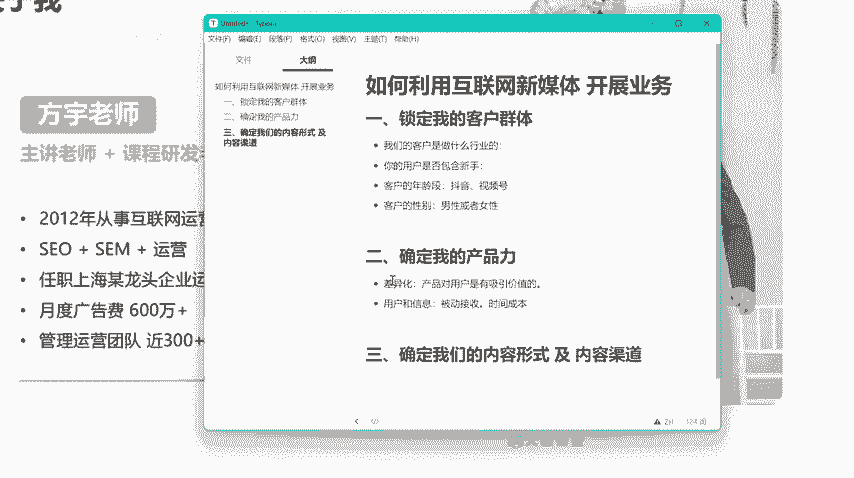 方宇老师
主讲老师 + 课程研发
• 2012年从事互联网运营
• SEO + SEM + 运营
• 任职上海某龙头企业运
• 月度广告费 600万+
• 管理运营团队 近300+
Untitled• - Typora
文件(F) 编辑(E) 段落(P) 格式(O) 视图(V) 主题(T) 帮助(H)
文件 大纲
如何利用互联网新媒体 开展业务
一、锁定我的客户群体
二、确定我的产品力
三、确定我们的内容形式 及
内容渠道
如何利用互联网新媒体 开展业务
一、锁定我的客户群体
• 我们的客户是做什么行业的：
• 你的用户是否包含新手：
• 客户的年龄段：抖音、视频号
• 客户的性别：男性或者女性
二、确定我的产品力
• 差异化：产品对用户是有吸引价值的。
• 用户和信息：被动接收。时间成本
三、确定我们的内容形式 及 内容渠道